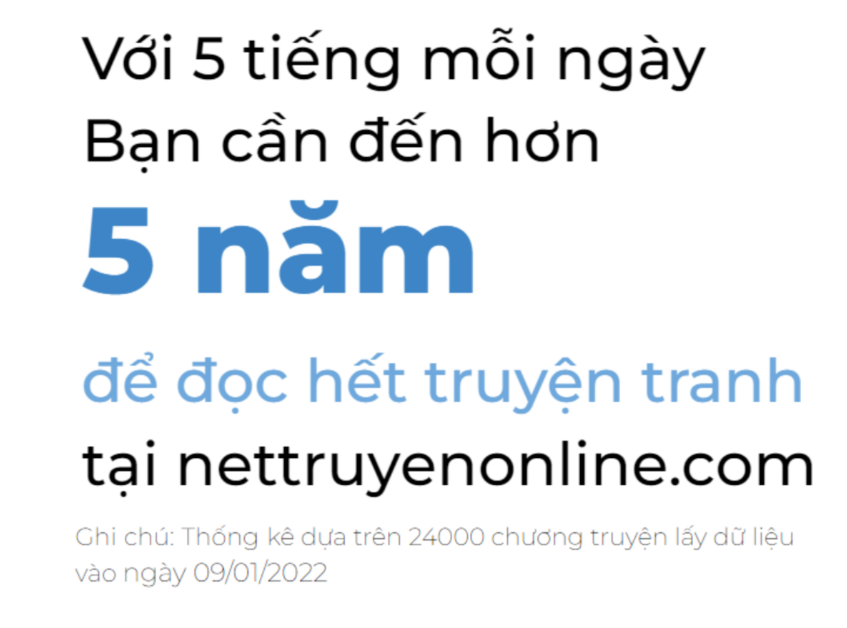 Với 5 tiếng mỗi ngày
Bạn cần đến hơn
5 năm
để đọc hết truyện tranh
tại nettruyenonline.com
Ghi chú: Thống kê dựa trên 24000 chương truyện lấy dữ liệu
vào ngày 09/01/2022